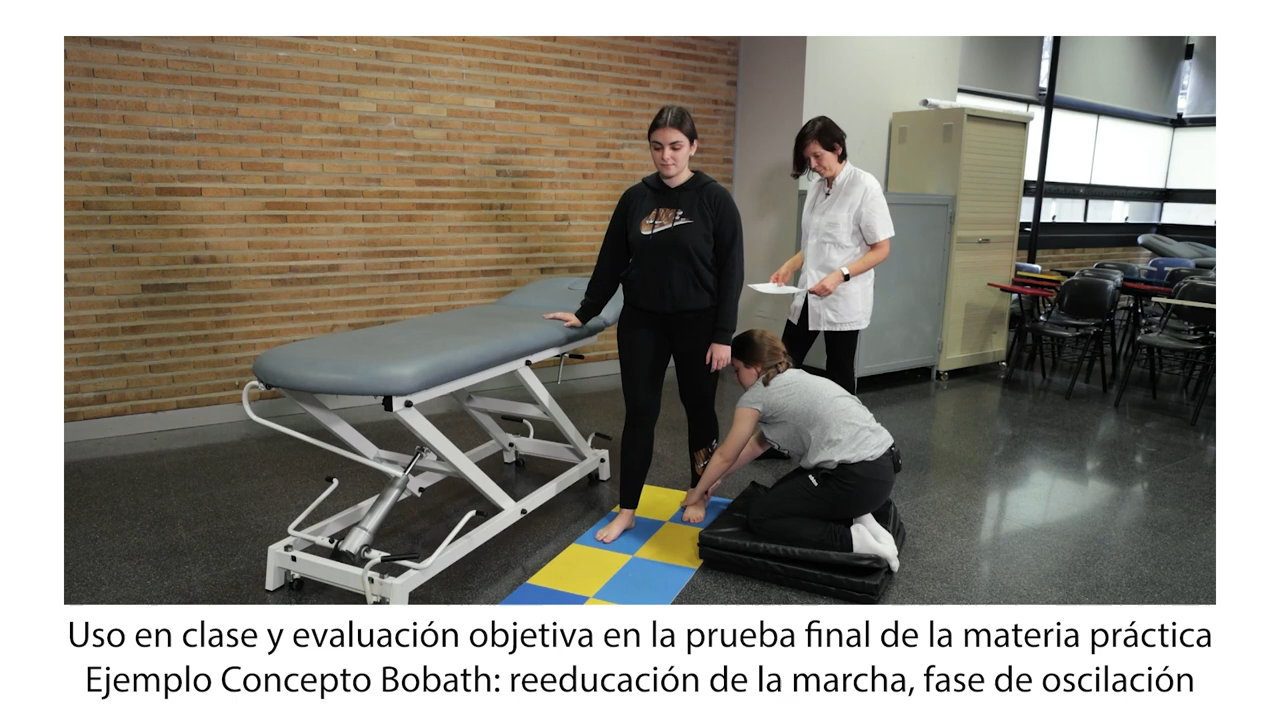 Uso en clase y evaluación objetiva en la prueba final de la materia práctica
Ejemplo Concepto Bobath: reeducación de la marcha, fase de oscilación